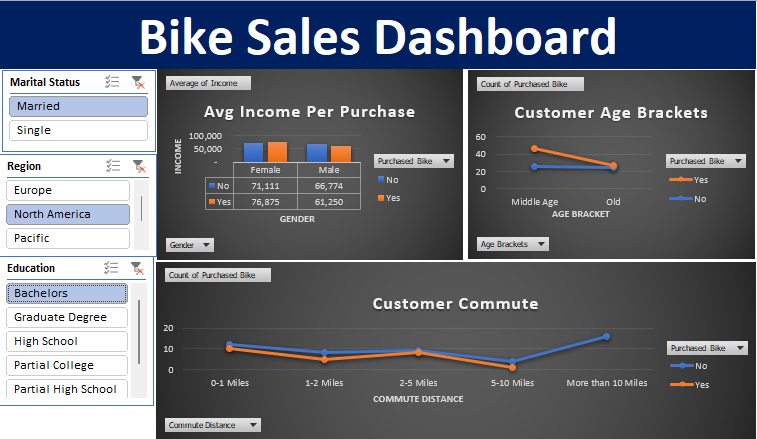 Bike Sales Dashboard
Marital Status
Married
Single
Region
Europe
North America
Pacific
Education
Bachelors
Graduate Degree
High School
Partial College
Partial High School
Average of Income
Avg Income Per Purchase
INCOME
100,000
50,000
-
Female Male
No 71,111 66,774
Yes 76,875 61,250
GENDER
Purchased Bike
No
Yes
Gender
Count of Purchased Bike
Customer Age Brackets
60
40
20
0
Middle Age Old
AGE BRACKET
Purchased Bike
Yes
No
Age Brackets
Count of Purchased Bike
Customer Commute
20
10
0
0-1 Miles 1-2 Miles 2-5 Miles 5-10 Miles More than 10 Miles
COMMUTE DISTANCE
Purchased Bike
No
Yes
Commute Distance